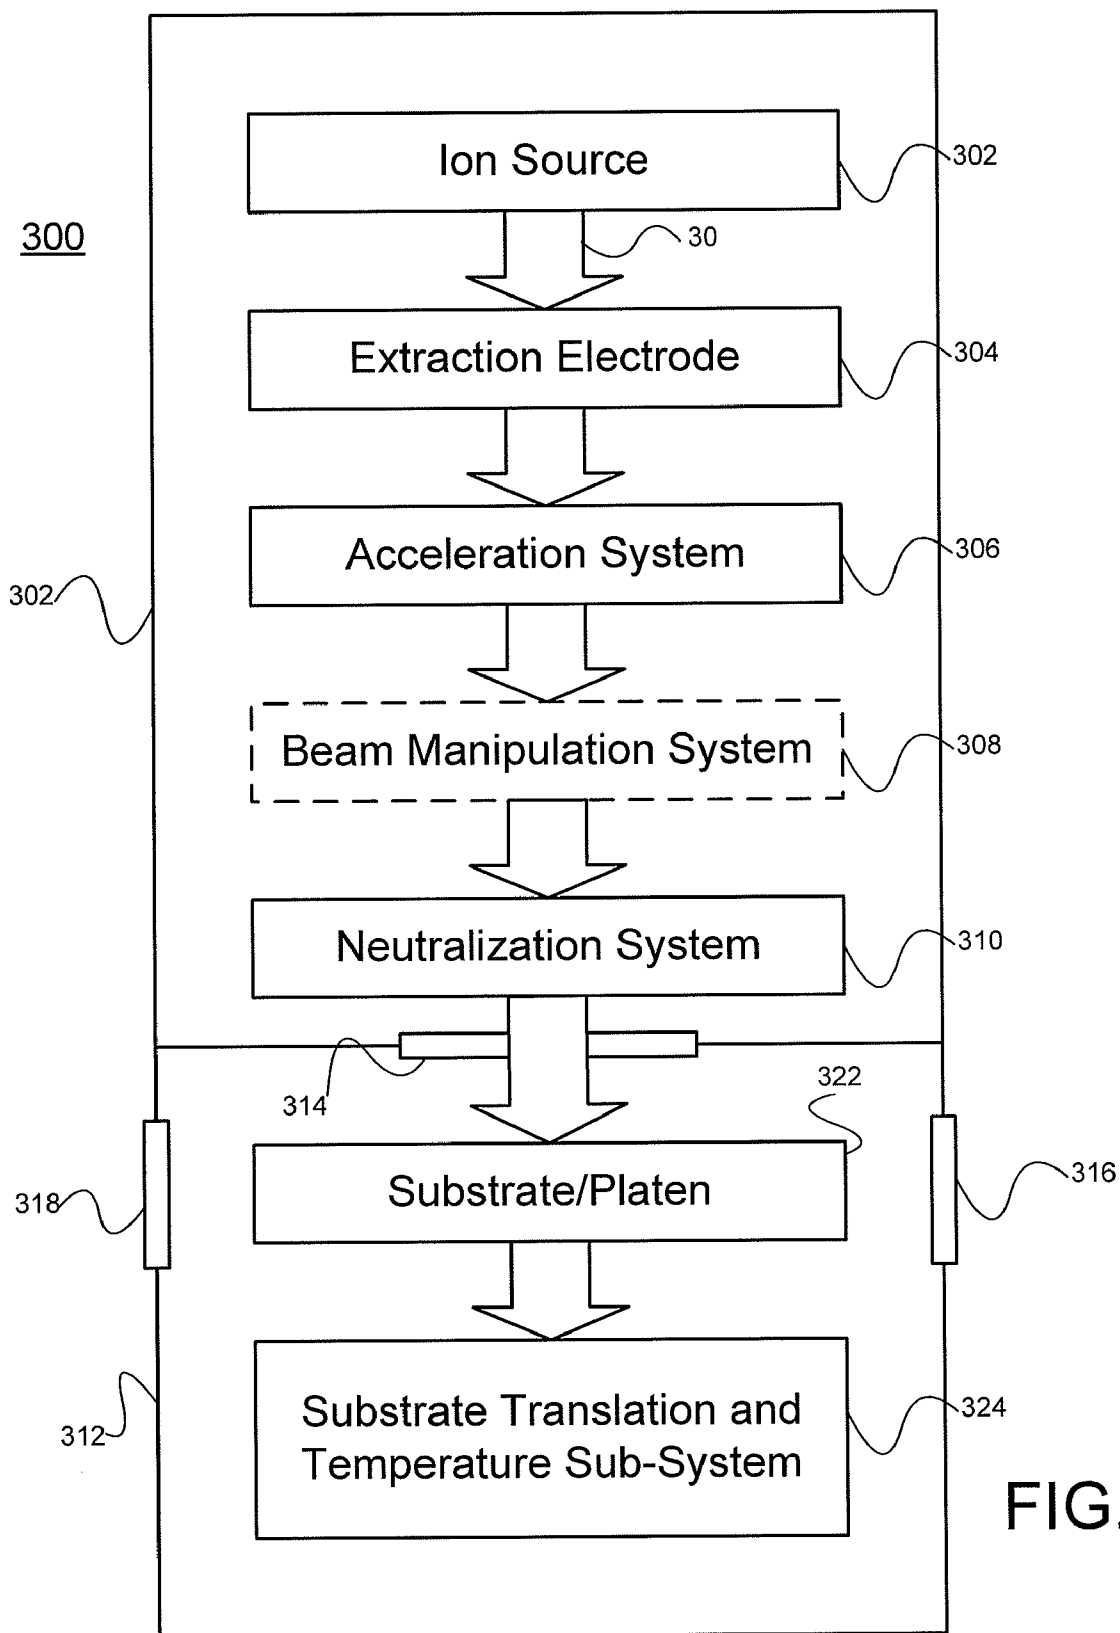 Ion Source
302
300
30
Extraction Electrode
304
Acceleration System
306
302
Beam Manipulation System
308
Neutralization System
310
314
322
Substrate/Platen
318
316
Substrate Translation and
Temperature Sub-System
324
312
FIG.